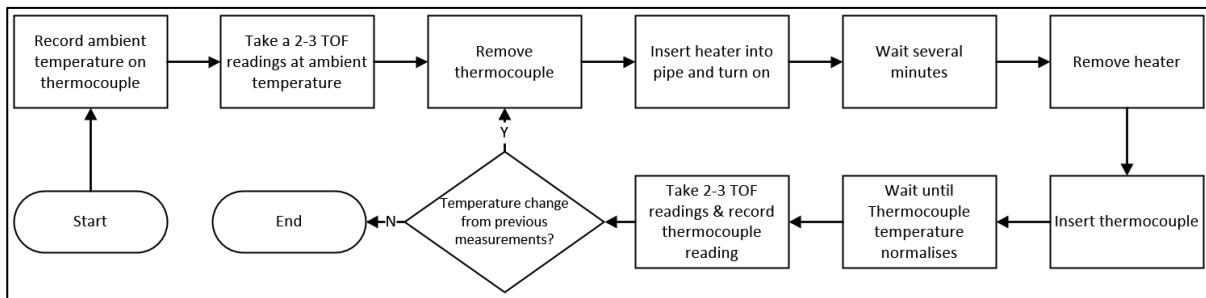 Record ambient
temperature on
thermocouple
Take a 2-3 TOF
readings at ambient
temperature
Remove
thermocouple
Insert heater into
pipe and turn on
Wait several
minutes
Remove heater
Insert thermocouple
Wait until
Thermocouple
temperature
normalises
Take 2-3 TOF
readings & record
thermocouple
reading
Temperature change
from previous
measurements?
Y
N
End
Start